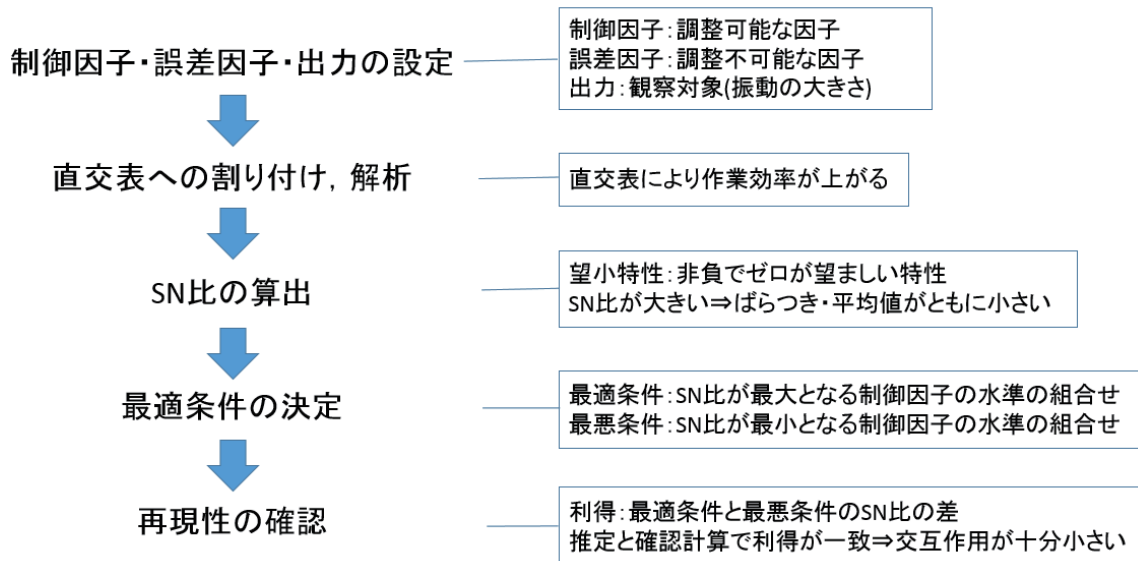 制御因子・誤差因子・出力の設定
制御因子：調整可能な因子
誤差因子：調整不可能な因子
出力：観察対象(振動の大きさ)
直交表への割り付け，解析
直交表により作業効率が上がる
SN比の算出
望小特性：非負でゼロが望ましい特性
SN比が大きい⇒ばらつき・平均値がともに小さい
最適条件の決定
最適条件：SN比が最大となる制御因子の水準の組合せ
最悪条件：SN比が最小となる制御因子の水準の組合せ
再現性の確認
利得：最適条件と最悪条件のSN比の差
推定と確認計算で利得が一致⇒交互作用が十分小さい